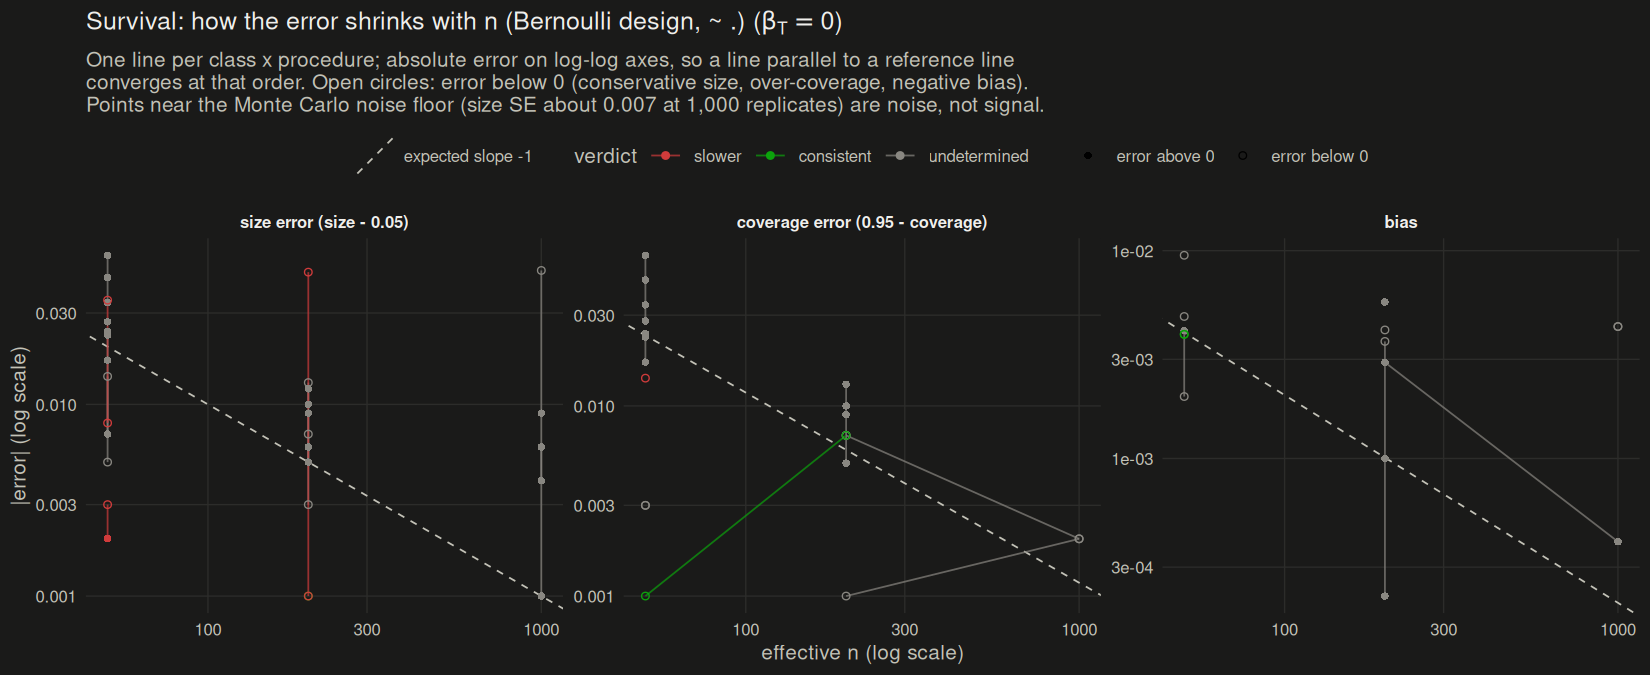 Survival: how the error shrinks with n (Bernoulli design, ~ .) (βT = 0)
One line per class x procedure; absolute error on log-log axes, so a line parallel to a reference line
converges at that order. Open circles: error below 0 (conservative size, over-coverage, negative bias).
Points near the Monte Carlo noise floor (size SE about 0.007 at 1,000 replicates) are noise, not signal.
expected slope -1 verdict slower consistent undetermined error above 0 error below 0
size error (size - 0.05) coverage error (0.95 - coverage) bias
|error| (log scale)
0.030
0.010
0.003
0.001
100 300 1000
0.030
0.010
0.003
0.001
100 300 1000
1e-02
3e-03
1e-03
3e-04
100 300 1000
effective n (log scale)